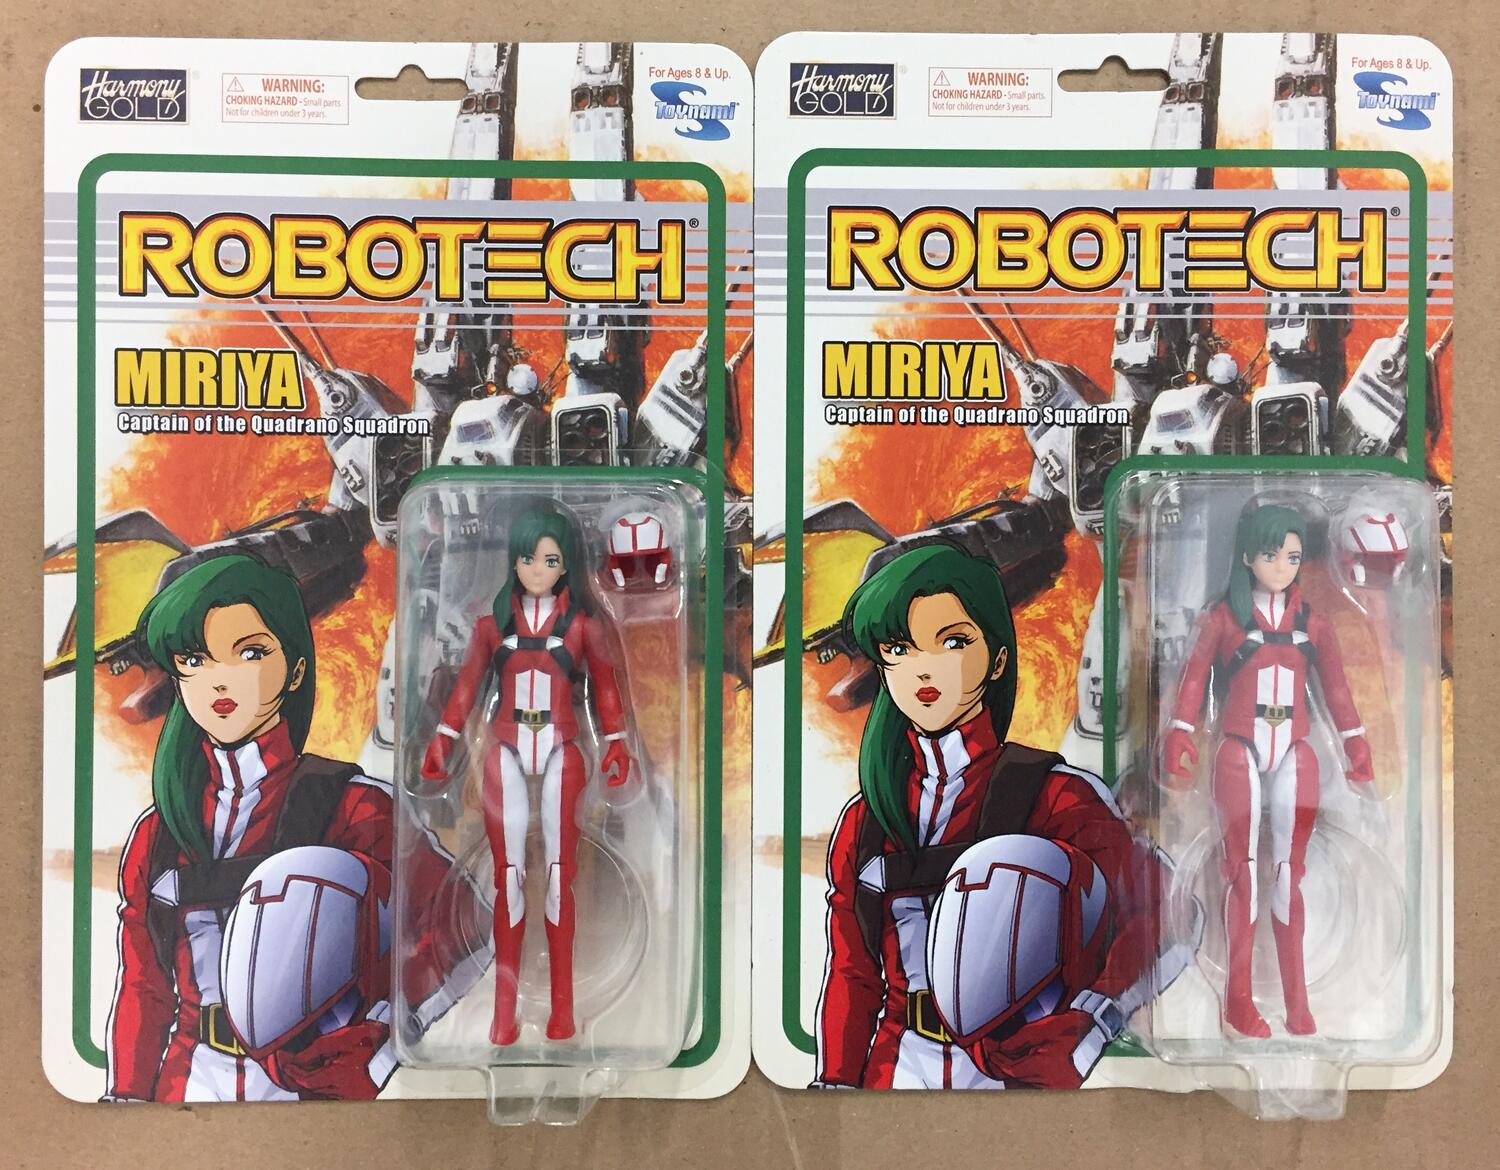 Harmony
GOLD
WARNING:
CHOKING HAZARD - Small parts
Not for children under 3 years.
For Ages 8 & Up.
Toynami
ROBOTECH®
MIRIYA
Captain of the Quadrano Squadron
Harmony
GOLD
WARNING:
CHOKING HAZARD - Small parts.
Not for children under 3 years.
For Ages 8 & Up.
Toynami
ROBOTECH®
MIRIYA
Captain of the Quadrano Squadron